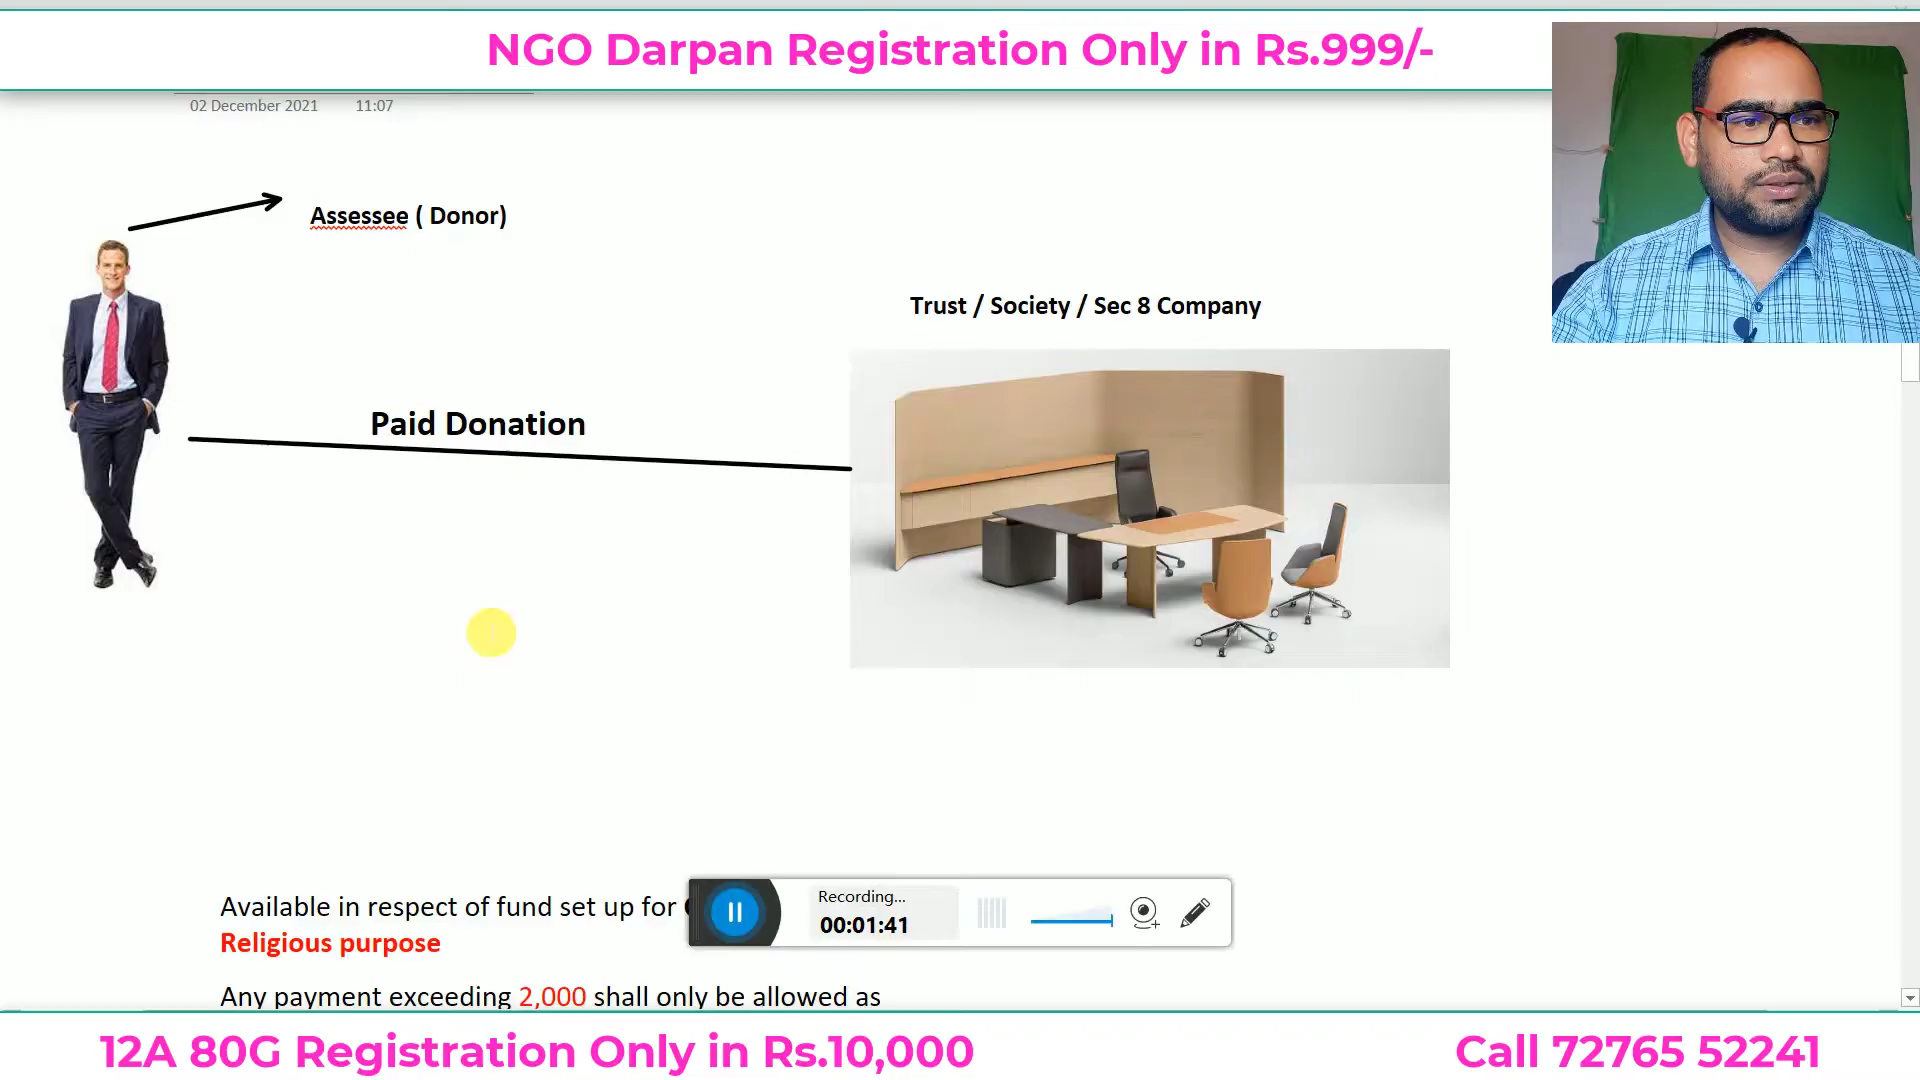 NGO Darpan Registration Only in Rs.999/-
02 December 2021 11:07
Assessee ( Donor)
Trust / Society / Sec 8 Company
Paid Donation
Available in respect of fund set up for
Religious purpose
Recording...
00:01:41
Any payment exceeding 2,000 shall only be allowed as
12A 80G Registration Only in Rs.10,000
Call 72765 52241